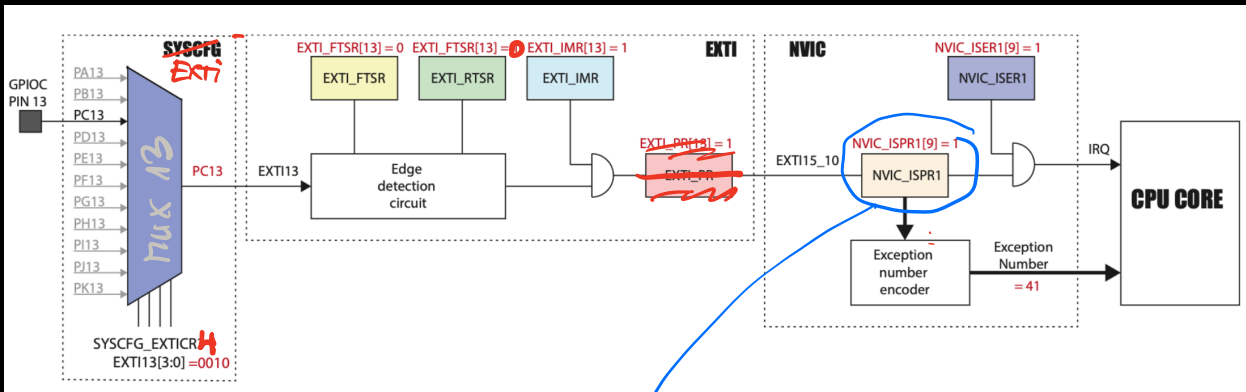 SYSCFG
EXTI
EXTI_FTSR[13] = 0
EXTI_FTSR[13] = 0
EXTI_IMR[13] = 1
EXTI
NVIC
NVIC_ISER1[9] = 1
GPIOC
PIN 13
PA13
PB13
PC13
PD13
PE13
PF13
PG13
PH13
PI13
PJ13
PK13
MUX 13
PC13
EXTI13
EXTI_FTSR
EXTI_RTSR
EXTI_IMR
NVIC_ISER1
Edge
detection
circuit
EXTI_PR[13] = 1
EXTI_PR
EXTI15_10
NVIC_ISPR1[9] = 1
NVIC_ISPR1
IRQ
CPU CORE
Exception
number
encoder
Exception
Number
= 41
SYSCFG_EXTICR4
EXTI13[3:0] =0010